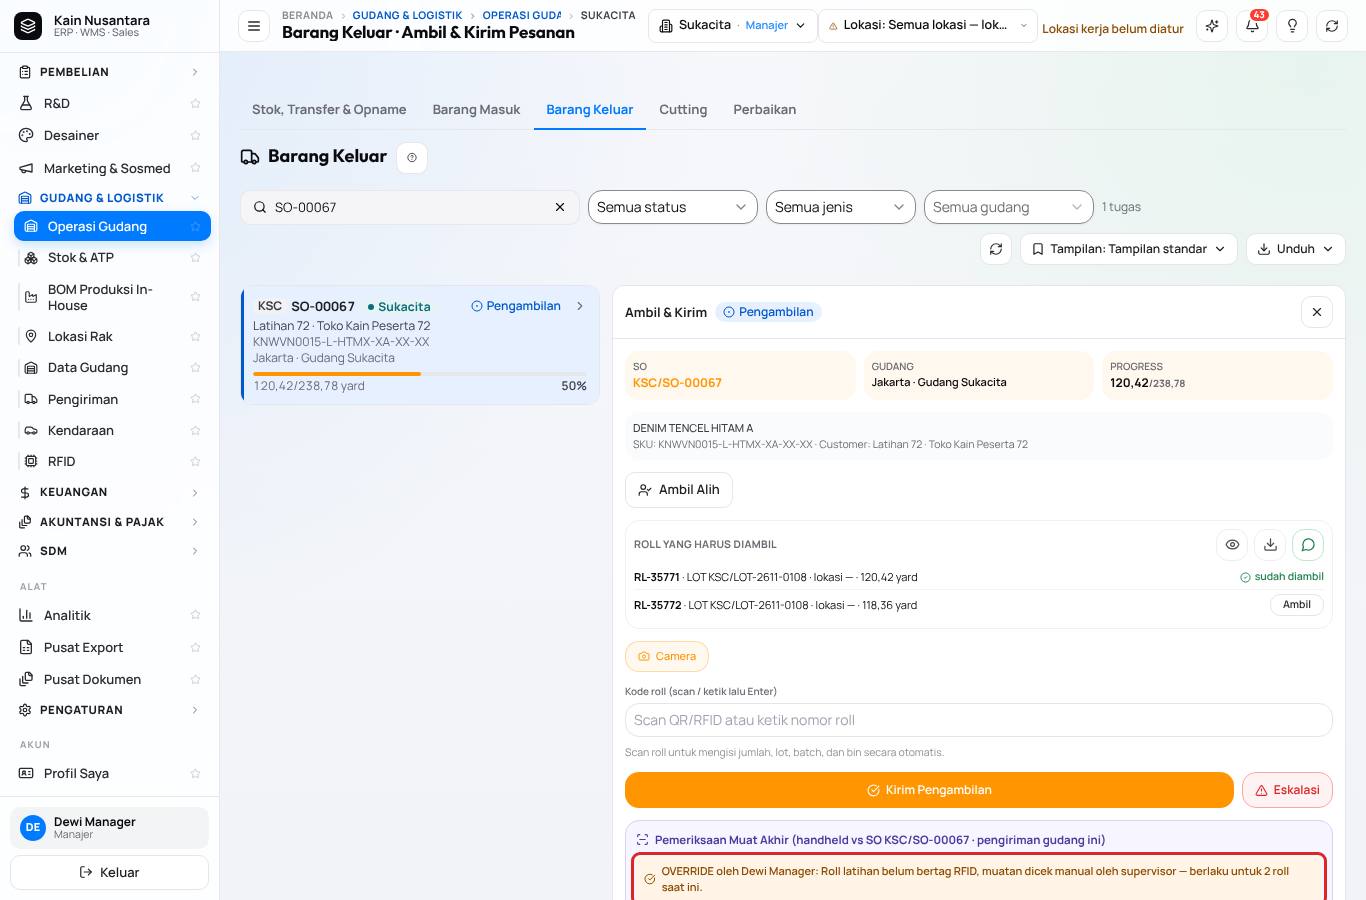 Kain Nusantara
ERP · WMS · Sales
PEMBELIAN
R&D
Desainer
Marketing & Sosmed
GUDANG & LOGISTIK
Operasi Gudang
Stok & ATP
BOM Produksi In-
House
Lokasi Rak
Data Gudang
Pengiriman
Kendaraan
RFID
KEUANGAN
AKUNTANSI & PAJAK
SDM
ALAT
Analitik
Pusat Export
Pusat Dokumen
PENGATURAN
AKUN
Profil Saya
DE
Dewi Manager
Manajer
Keluar
BERANDA > GUDANG & LOGISTIK > OPERASI GUDA > SUKACITA
Barang Keluar · Ambil & Kirim Pesanan
Sukacita · Manajer
Lokasi: Semua lokasi — lok...
Lokasi kerja belum diatur
43
Stok, Transfer & Opname
Barang Masuk
Barang Keluar
Cutting
Perbaikan
Barang Keluar
SO-00067
Semua status
Semua jenis
Semua gudang
1 tugas
Tampilan: Tampilan standar
Unduh
KSC SO-00067 Sukacita Pengambilan
Latihan 72 · Toko Kain Peserta 72
KNWVN0015-L-HTMX-XA-XX-XX
Jakarta · Gudang Sukacita
120,42/238,78 yard 50%
Ambil & Kirim Pengambilan
SO
KSC/SO-00067
GUDANG
Jakarta · Gudang Sukacita
PROGRESS
120,42/238,78
DENIM TENCEL HITAM A
SKU: KNWVN0015-L-HTMX-XA-XX-XX · Customer: Latihan 72 · Toko Kain Peserta 72
Ambil Alih
ROLL YANG HARUS DIAMBIL
RL-35771 · LOT KSC/LOT-2611-0108 · lokasi — · 120,42 yard sudah diambil
RL-35772 · LOT KSC/LOT-2611-0108 · lokasi — · 118,36 yard Ambil
Camera
Kode roll (scan / ketik lalu Enter)
Scan QR/RFID atau ketik nomor roll
Scan roll untuk mengisi jumlah, lot, batch, dan bin secara otomatis.
Kirim Pengambilan
Eskalasi
Pemeriksaan Muat Akhir (handheld vs SO KSC/SO-00067 · pengiriman gudang ini)
OVERRIDE oleh Dewi Manager: Roll latihan belum bertag RFID, muatan dicek manual oleh supervisor — berlaku untuk 2 roll
saat ini.